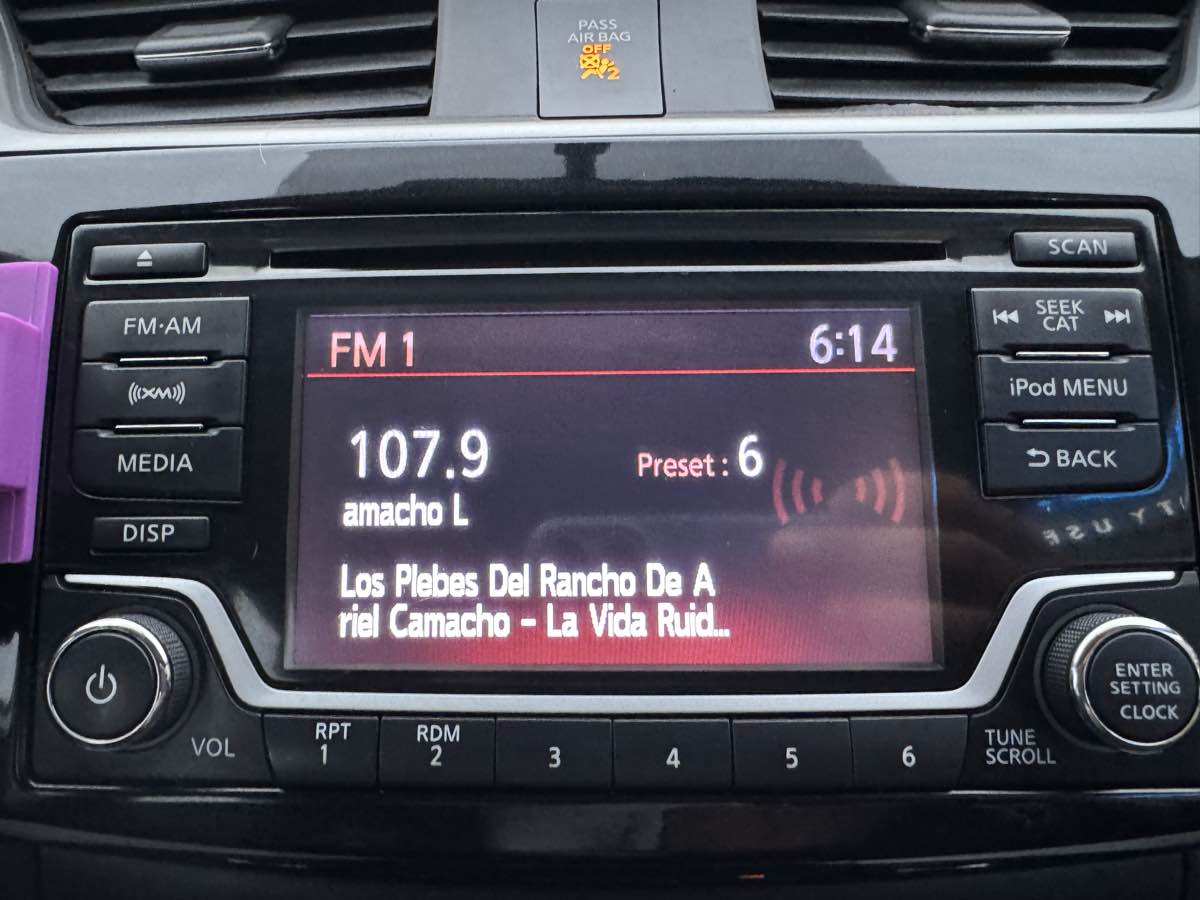 PASS
AIR BAG
OFF
2
SCAN
FM·AM
XM
MEDIA
DISP
SEEK
CAT
iPod MENU
BACK
FM 1
6:14
107.9
Preset : 6
amacho L
Los Plebes Del Rancho De A
riel Camacho - La Vida Ruid...
VOL
RPT
1
RDM
2
3
4
5
6
TUNE
SCROLL
ENTER
SETTING
CLOCK